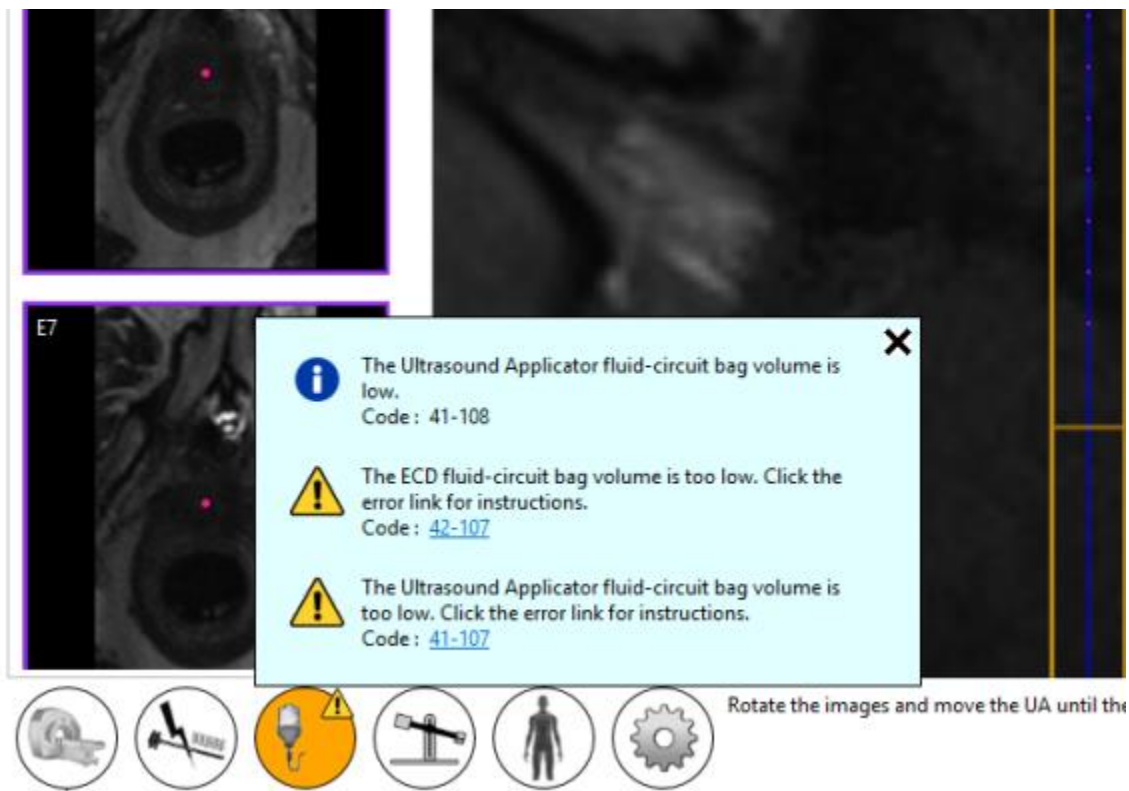 E7
The Ultrasound Applicator fluid-circuit bag volume is
low.
Code : 41-108
The ECD fluid-circuit bag volume is too low. Click the
error link for instructions.
Code : 42-107
The Ultrasound Applicator fluid-circuit bag volume is
too low. Click the error link for instructions.
Code : 41-107
Rotate the images and move the UA until the